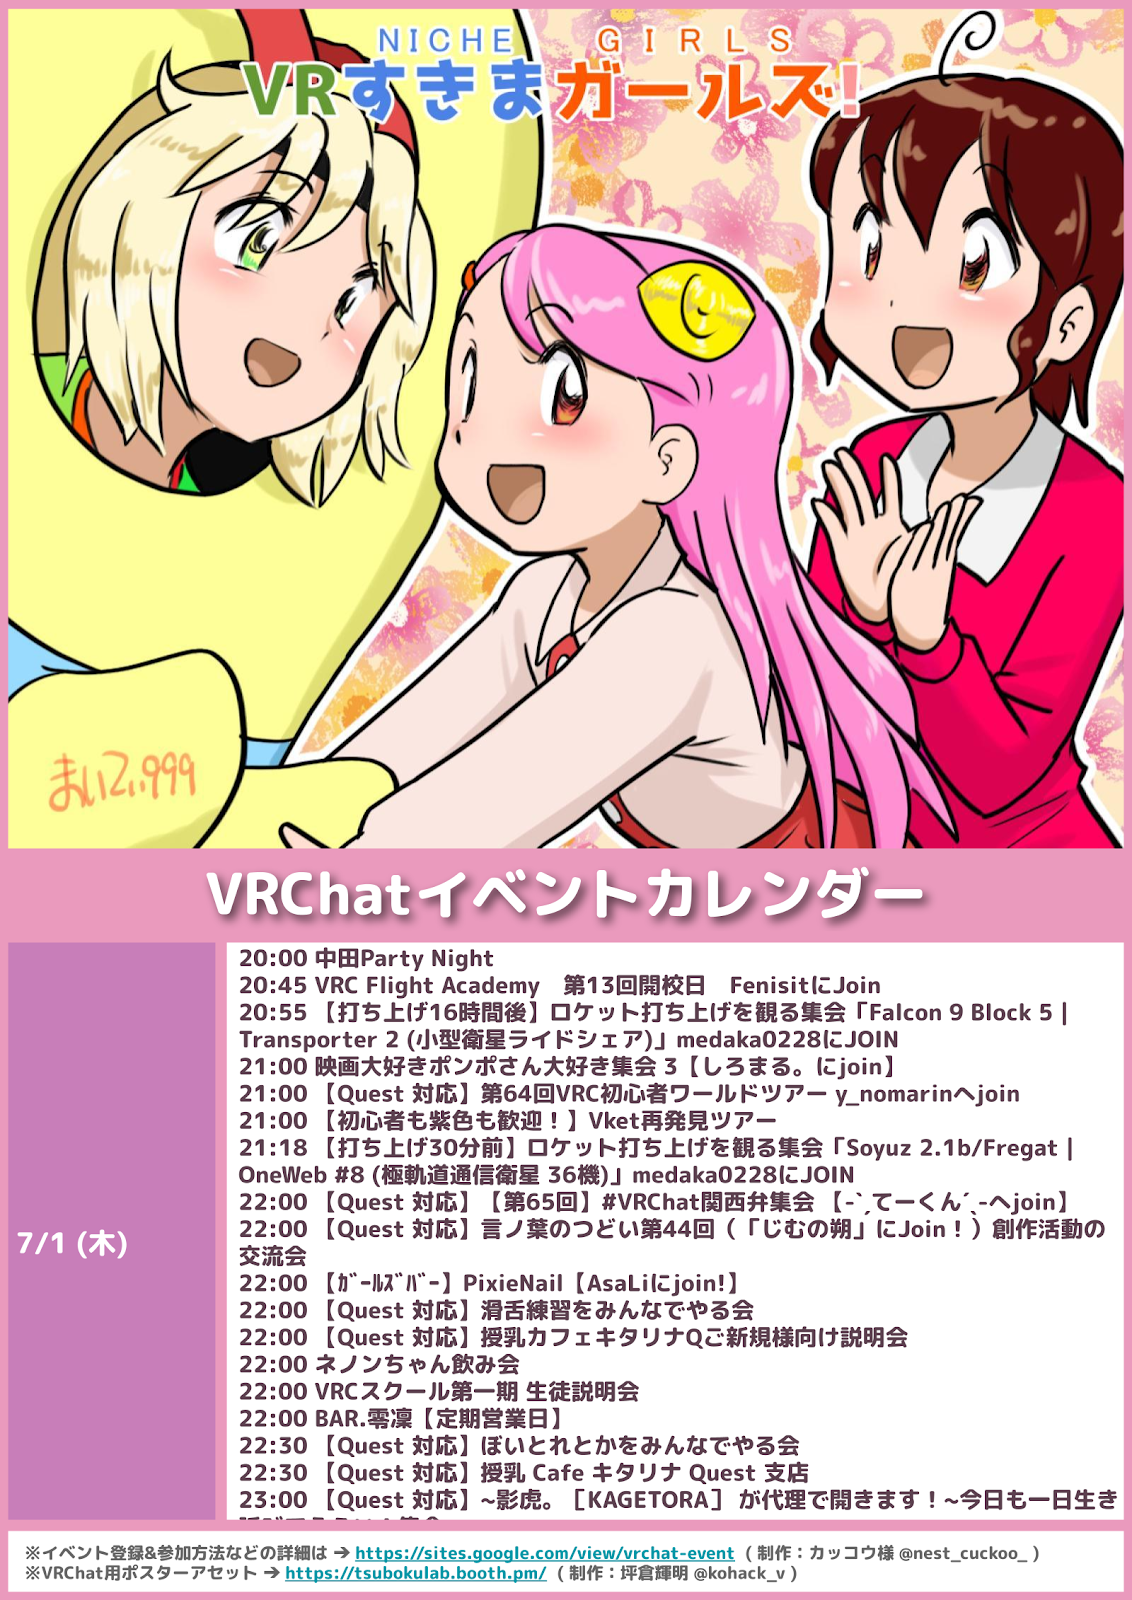 NICHE GIRLS
VRすきまガールズ!
まいてぃ999
VRChatイベントカレンダー
7/1 (木)
20:00 中田Party Night
20:45 VRC Flight Academy　第13回開校日　FenisitにJoin
20:55 【打ち上げ16時間後】ロケット打ち上げを観る集会「Falcon 9 Block 5 |
Transporter 2 (小型衛星ライドシェア)」medaka0228にJOIN
21:00 映画大好きポンポさん大好き集会 3【しろまる。にjoin】
21:00 【Quest 対応】第64回VRC初心者ワールドツアー y_nomarinへjoin
21:00 【初心者も紫色も歓迎！】Vket再発見ツアー
21:18 【打ち上げ30分前】ロケット打ち上げを観る集会「Soyuz 2.1b/Fregat |
OneWeb #8 (極軌道通信衛星 36機)」medaka0228にJOIN
22:00 【Quest 対応】【第65回】#VRChat関西弁集会 【-ˋˏてーくんˊˎ-へjoin】
22:00 【Quest 対応】言ノ葉のつどい第44回（「じむの朔」にJoin！）創作活動の
交流会
22:00 【ｶﾞｰﾙｽﾞﾊﾞｰ】PixieNail【AsaLiにjoin!】
22:00 【Quest 対応】滑舌練習をみんなでやる会
22:00 【Quest 対応】授乳カフェキタリナQご新規様向け説明会
22:00 ネノンちゃん飲み会
22:00 VRCスクール第一期 生徒説明会
22:00 BAR.零凜【定期営業日】
22:30 【Quest 対応】ぼいとれとかをみんなでやる会
22:30 【Quest 対応】授乳 Cafe キタリナ Quest 支店
23:00 【Quest 対応】~影虎。［KAGETORA］ が代理で開きます！~今日も一日生き
※イベント登録&参加方法などの詳細は → https://sites.google.com/view/vrchat-event （ 制作：カッコウ様 @nest_cuckoo_ ）
※VRChat用ポスターアセット → https://tsubokulab.booth.pm/ （ 制作：坪倉輝明 @kohack_v ）